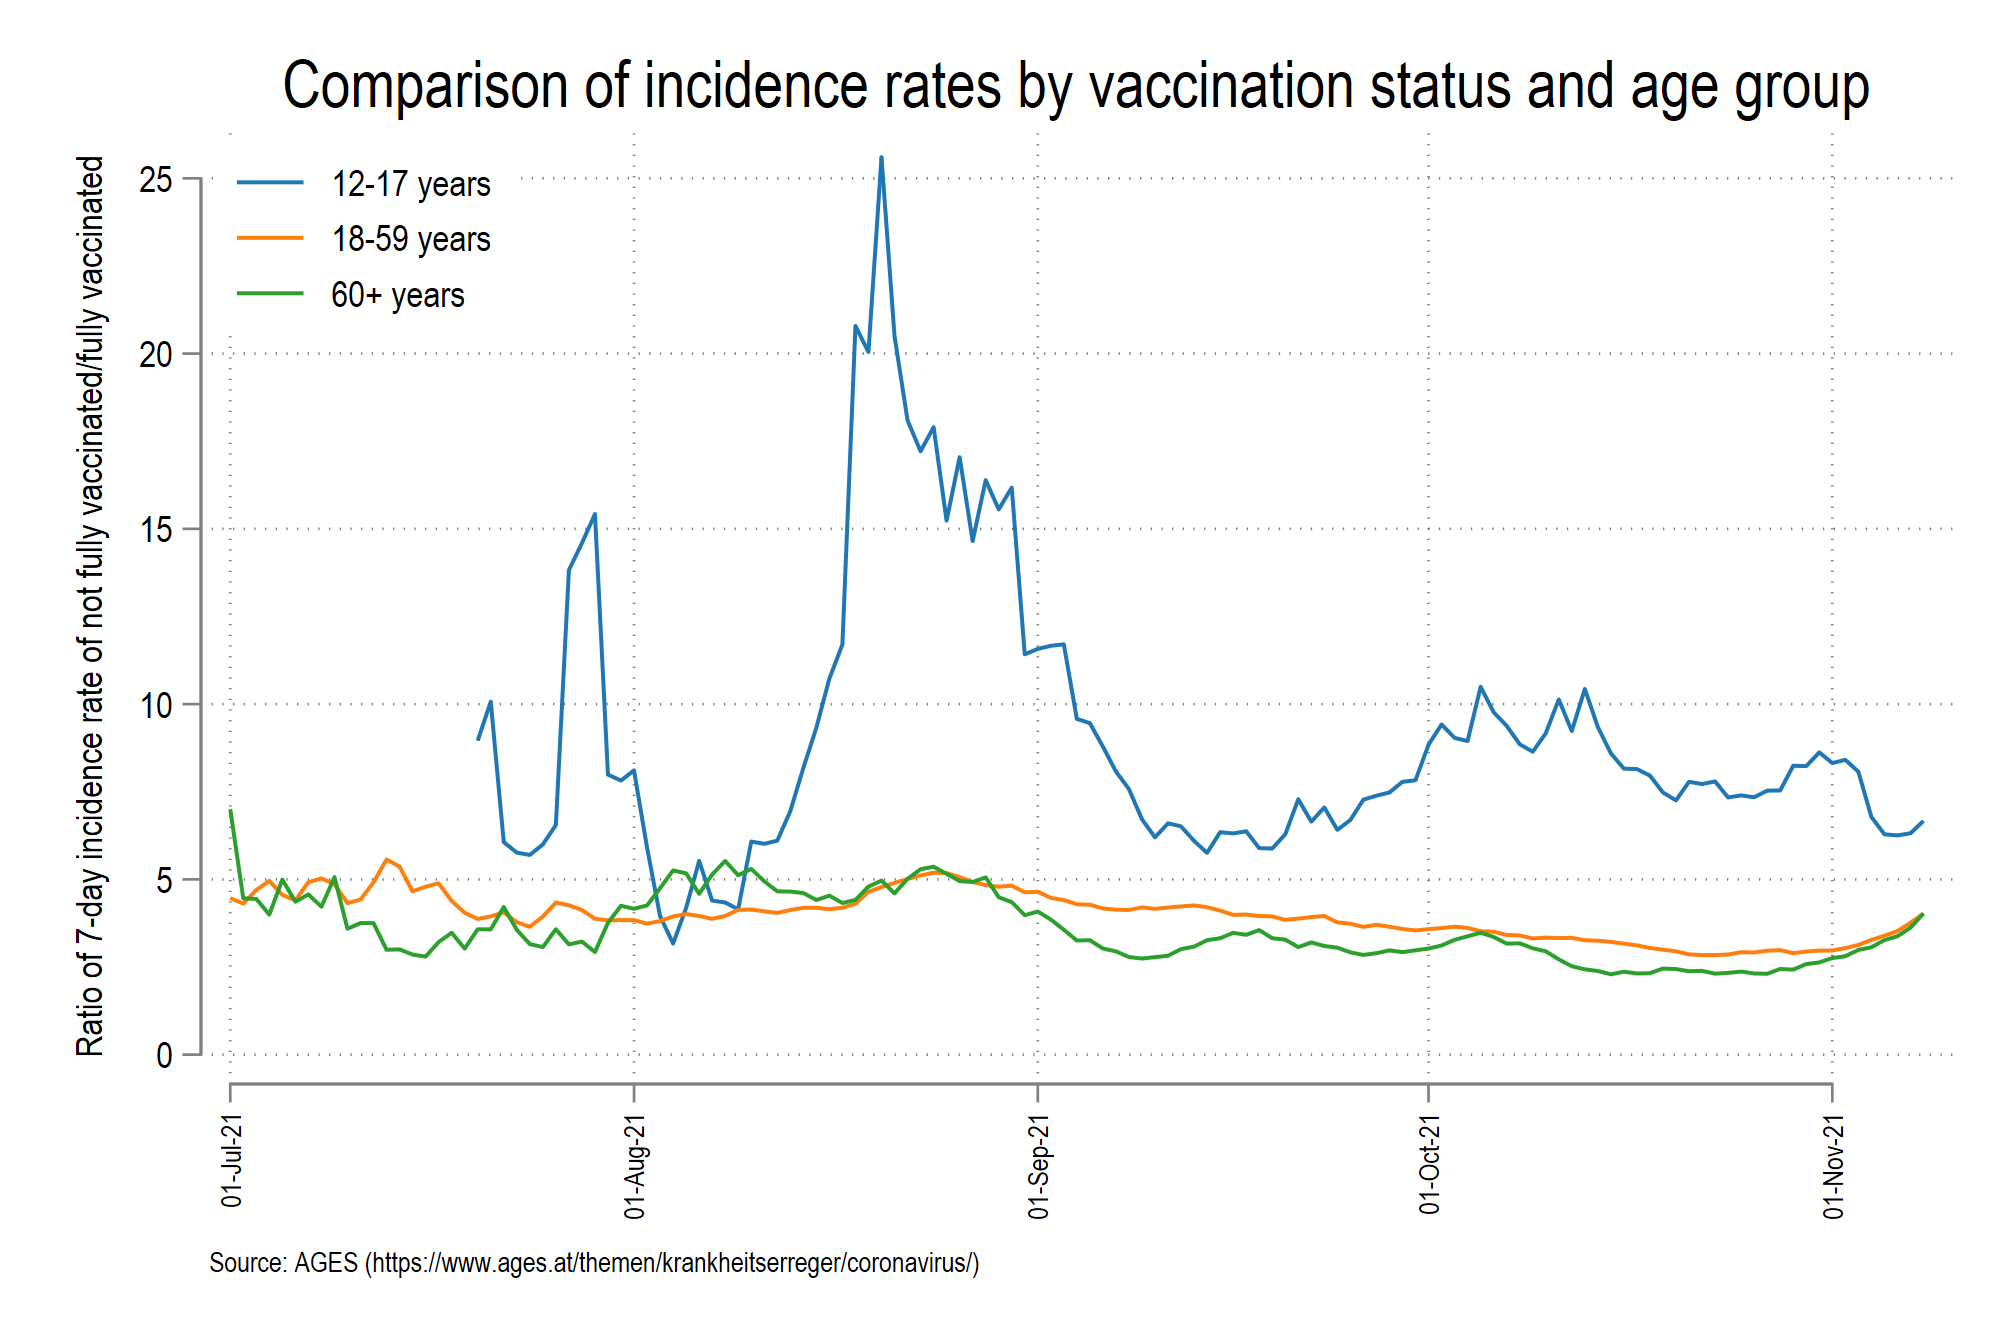 Comparison of incidence rates by vaccination status and age group
Ratio of 7-day incidence rate of not fully vaccinated/fully vaccinated
25
20
15
10
5
0
12-17 years
18-59 years
60+ years
01-Jul-21
01-Aug-21
01-Sep-21
01-Oct-21
01-Nov-21
Source: AGES (https://www.ages.at/themen/krankheitserreger/coronavirus/)